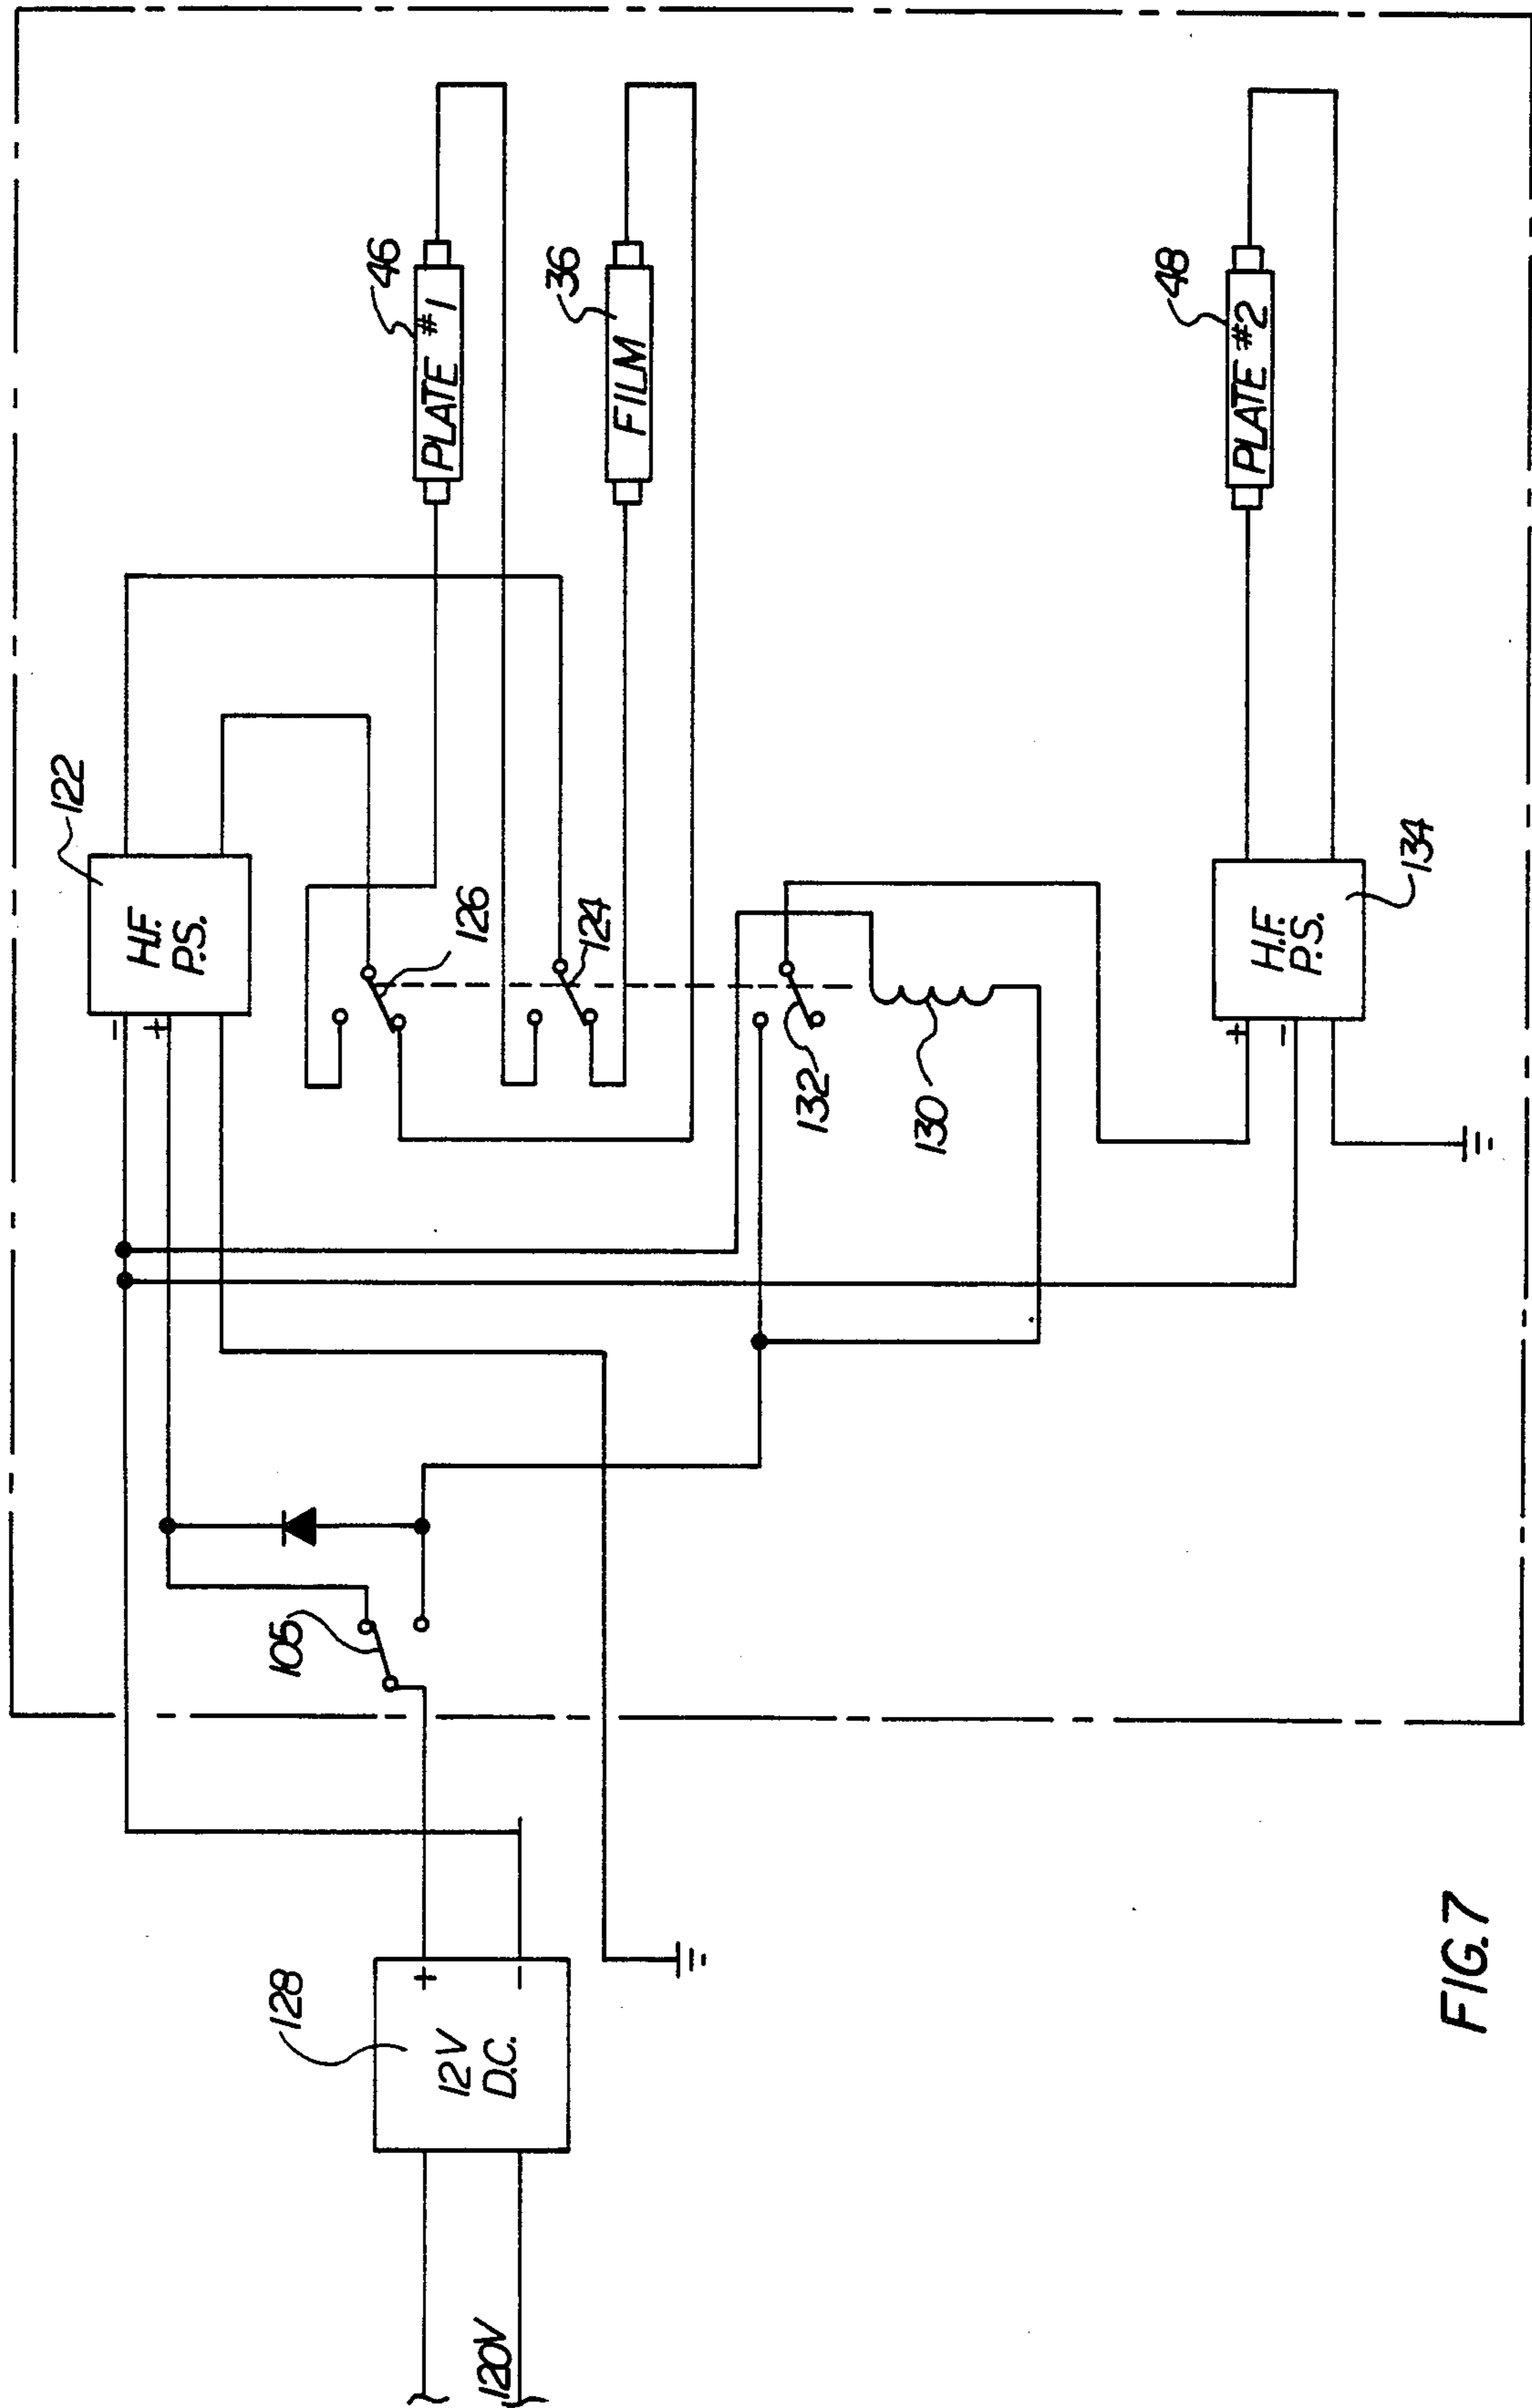 122
H.F.
P.S.
-
+
46
PLATE #1
36
FILM
126
124
105
128
12V
D.C.
+
-
120V
132
130
48
PLATE #2
H.F.
P.S.
+
-
134
FIG.7